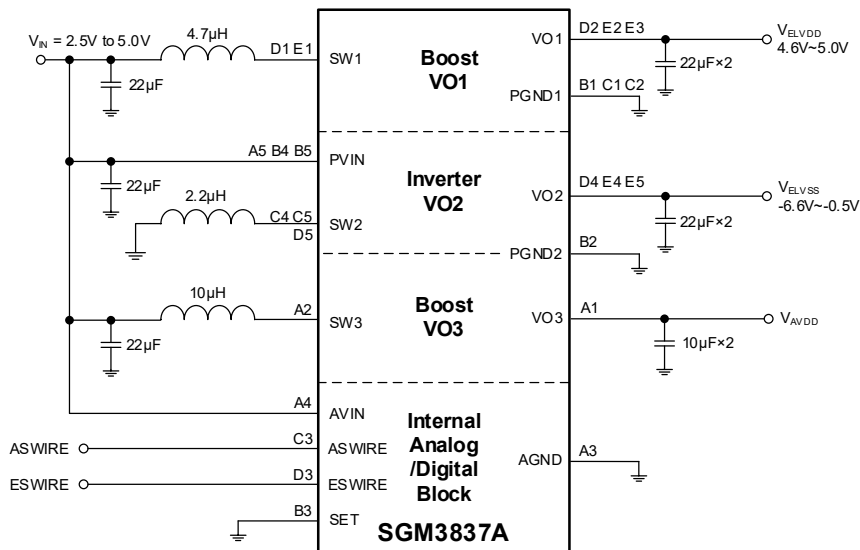 V_IN = 2.5V to 5.0V
4.7μH
D1 E1
SW1
22μF
Boost
VO1
VO1
D2 E2 E3
V_ELVDD
4.6V~5.0V
22μF×2
PGND1
B1 C1 C2
A5 B4 B5
PVIN
22μF
2.2μH
C4 C5
D5
SW2
Inverter
VO2
VO2
D4 E4 E5
V_ELVSS
-6.6V~-0.5V
22μF×2
PGND2
B2
10μH
A2
SW3
22μF
Boost
VO3
VO3
A1
V_AVDD
10μF×2
A4
AVIN
ASWIRE
C3
ASWIRE
ESWIRE
D3
ESWIRE
B3
SET
Internal
Analog
/Digital
Block
AGND
A3
SGM3837A